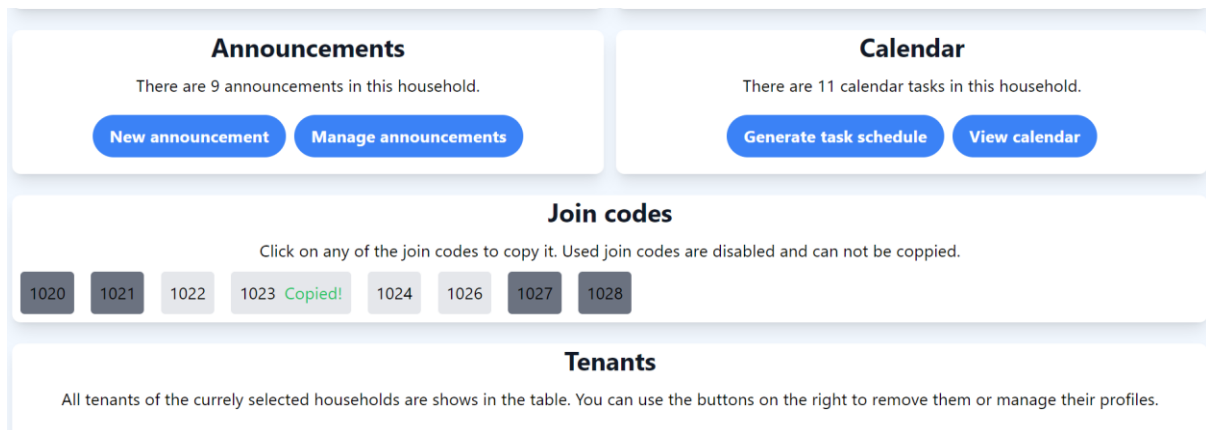 Announcements
There are 9 announcements in this household.
New announcement
Manage announcements
Calendar
There are 11 calendar tasks in this household.
Generate task schedule
View calendar
Join codes
Click on any of the join codes to copy it. Used join codes are disabled and can not be coppied.
1020 1021 1022 1023 Copied! 1024 1026 1027 1028
Tenants
All tenants of the currely selected households are shows in the table. You can use the buttons on the right to remove them or manage their profiles.